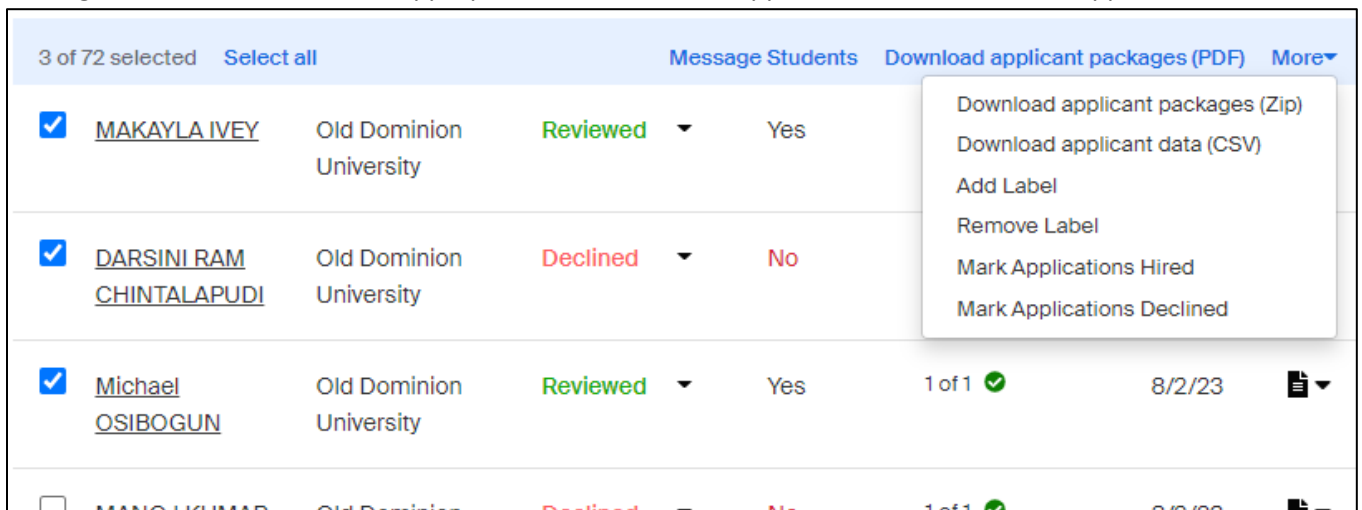 3 of 72 selected Select all Message Students Download applicant packages (PDF) More
Download applicant packages (Zip)
Download applicant data (CSV)
Add Label
Remove Label
Mark Applications Hired
Mark Applications Declined
MAKAYLA IVEY Old Dominion University Reviewed Yes
DARSINI RAM CHINTALAPUDI Old Dominion University Declined No
Michael OSIBOGUN Old Dominion University Reviewed Yes 1 of 1 8/2/23